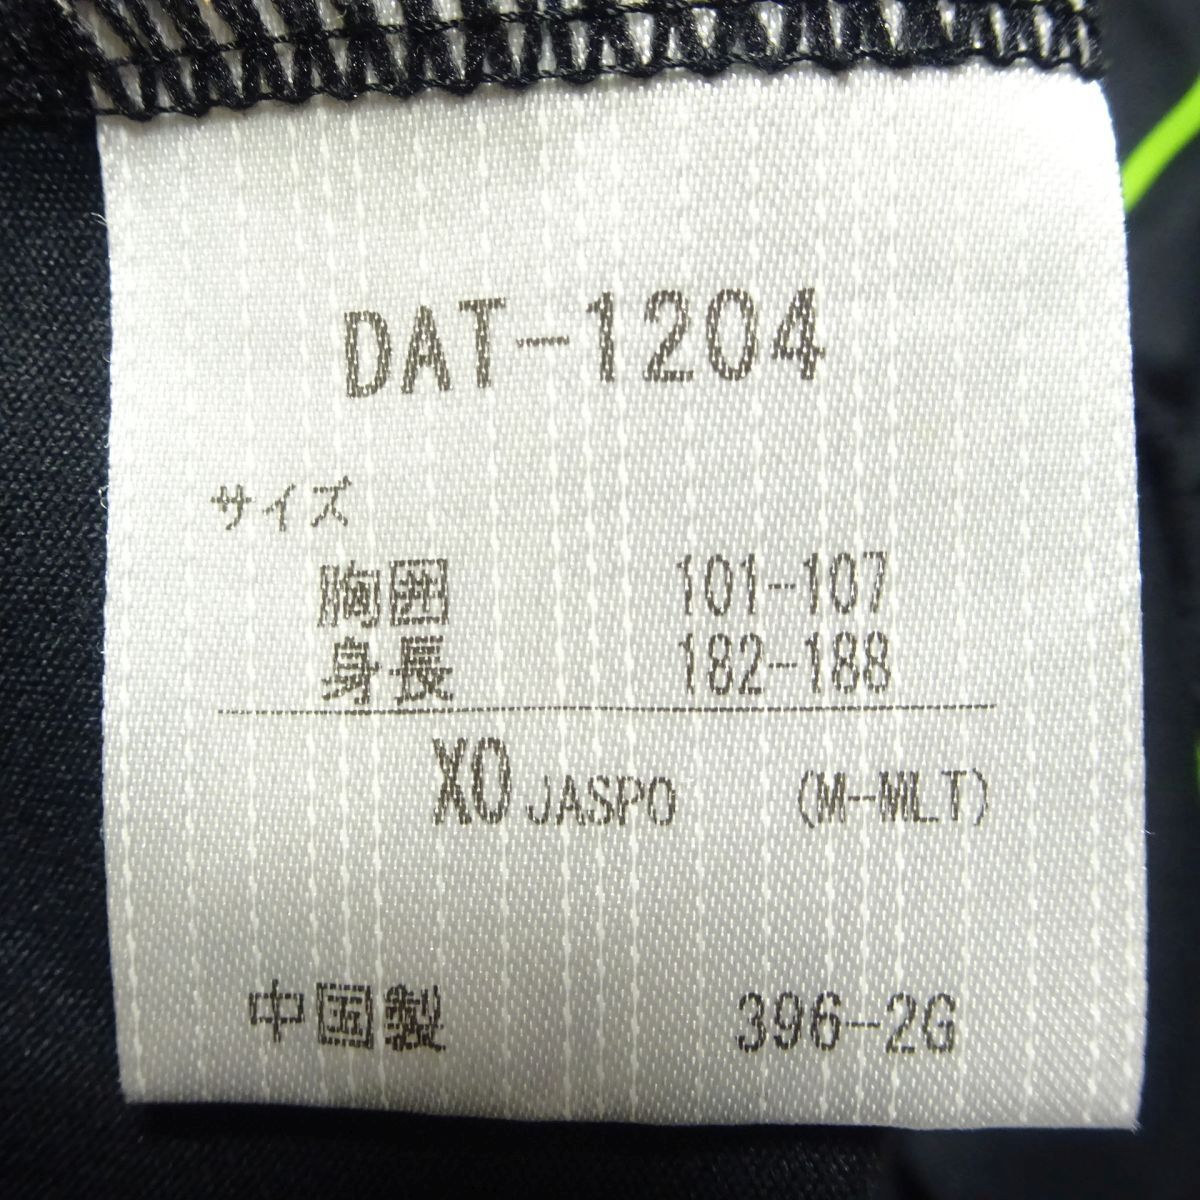 DAT-1204
サイズ
胸囲 101-107
身長 182-188
XO JASPO (M-MLT)
中国製 396-2G